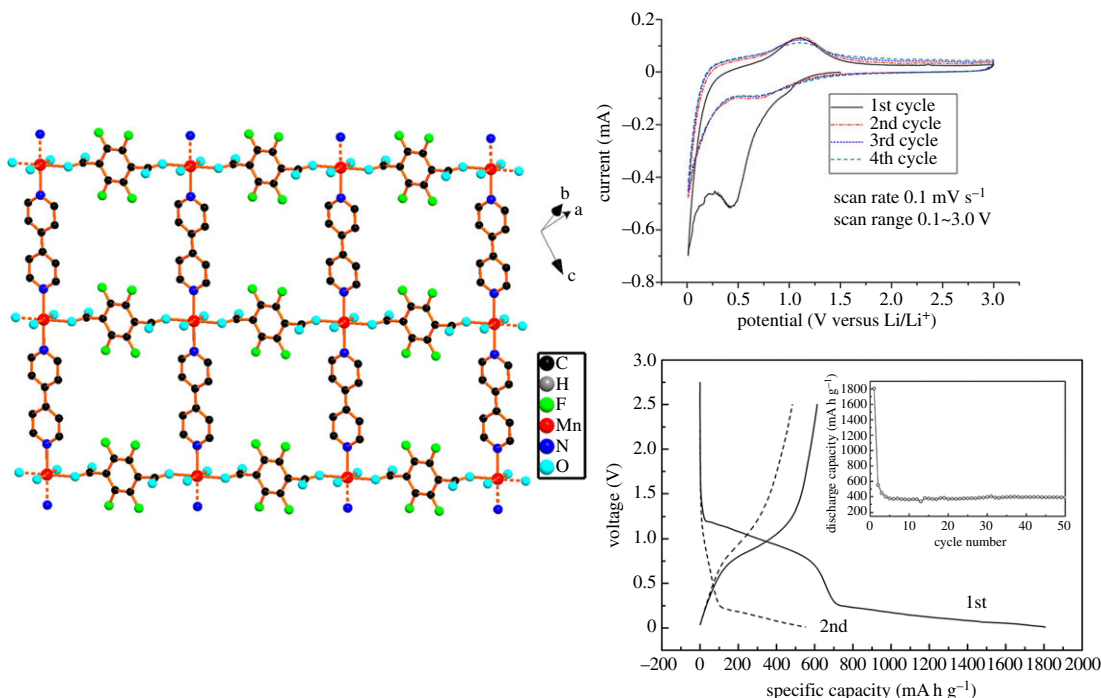 b
a
c
C
H
F
Mn
N
O
0.2
0
–0.2
–0.4
–0.6
–0.8
current (mA)
1st cycle
2nd cycle
3rd cycle
4th cycle
scan rate 0.1 mV s–1
scan range 0.1~3.0 V
0 0.5 1.0 1.5 2.0 2.5 3.0
potential (V versus Li/Li+)
3.0
2.5
2.0
1.5
1.0
0.5
0
voltage (V)
1800
1600
1400
1200
1000
800
600
400
200
discharge capacity (mA h g–1)
0 10 20 30 40 50
cycle number
1st
2nd
–200 0 200 400 600 800 1000 1200 1400 1600 1800 2000
specific capacity (mA h g–1)